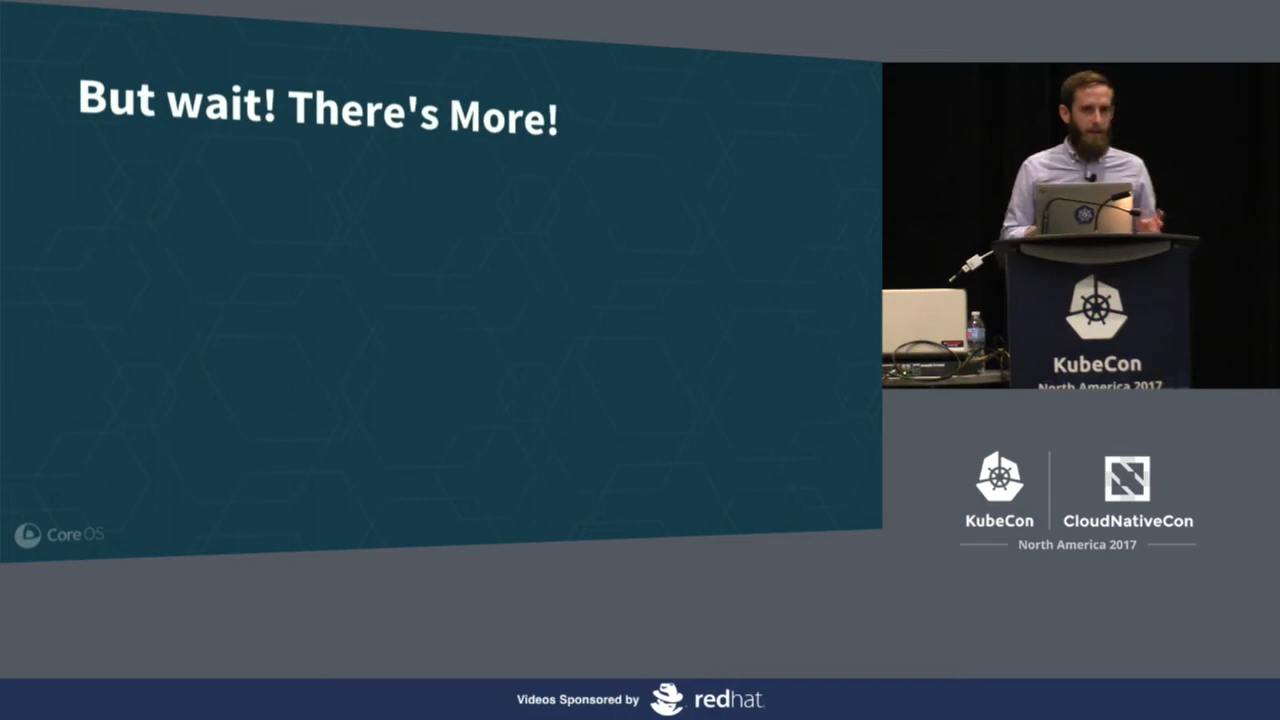 But wait! There's More!
CoreOS
KubeCon
North America 2017
KubeCon
CloudNativeCon
North America 2017
Videos Sponsored by
redhat